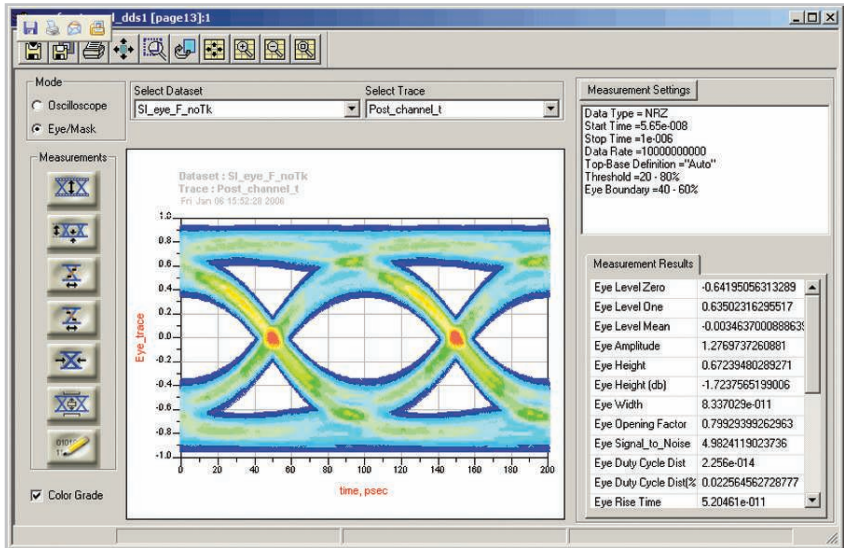 _dds1 [page13]:1
Mode
Oscilloscope
Eye/Mask
Select Dataset
SI_eye_F_noTk
Select Trace
Post_channel_t
Measurements
Color Grade
Dataset : SI_eye_F_noTk
Trace : Post_channel_t
Fri Jan 06 15:52:28 2006
Eye_trace
1.0
0.8
0.6
0.4
0.2
0.0
-0.2
-0.4
-0.6
-0.8
-1.0
0 20 40 60 80 100 120 140 160 180 200
time, psec
Measurement Settings
Data Type = NRZ
Start Time =5.65e-008
Stop Time =1e-006
Data Rate =10000000000
Top-Base Definition ="Auto"
Threshold =20 - 80%
Eye Boundary =40 - 60%
Measurement Results
Eye Level Zero -0.64195056313289
Eye Level One 0.63502316295517
Eye Level Mean -0.0034637000888639
Eye Amplitude 1.2769737260881
Eye Height 0.67239480289271
Eye Height (db) -1.7237565199006
Eye Width 8.337029e-011
Eye Opening Factor 0.79929399262963
Eye Signal_to_Noise 4.9824119023736
Eye Duty Cycle Dist 2.256e-014
Eye Duty Cycle Dist(% 0.022564562728777
Eye Rise Time 5.20461e-011